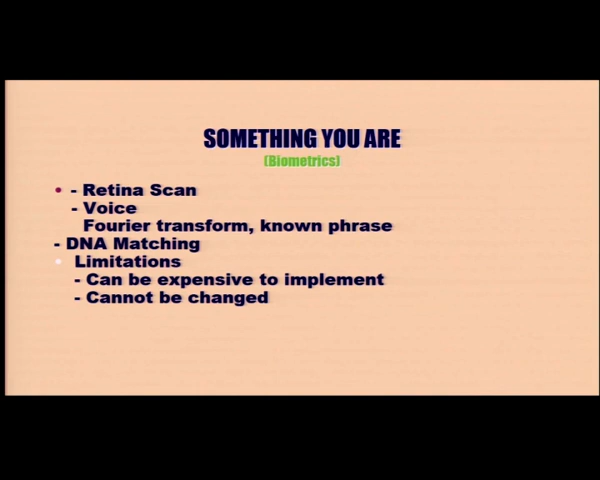 SOMETHING YOU ARE
(Biometrics)
• - Retina Scan
- Voice
Fourier transform, known phrase
- DNA Matching
• Limitations
- Can be expensive to implement
- Cannot be changed